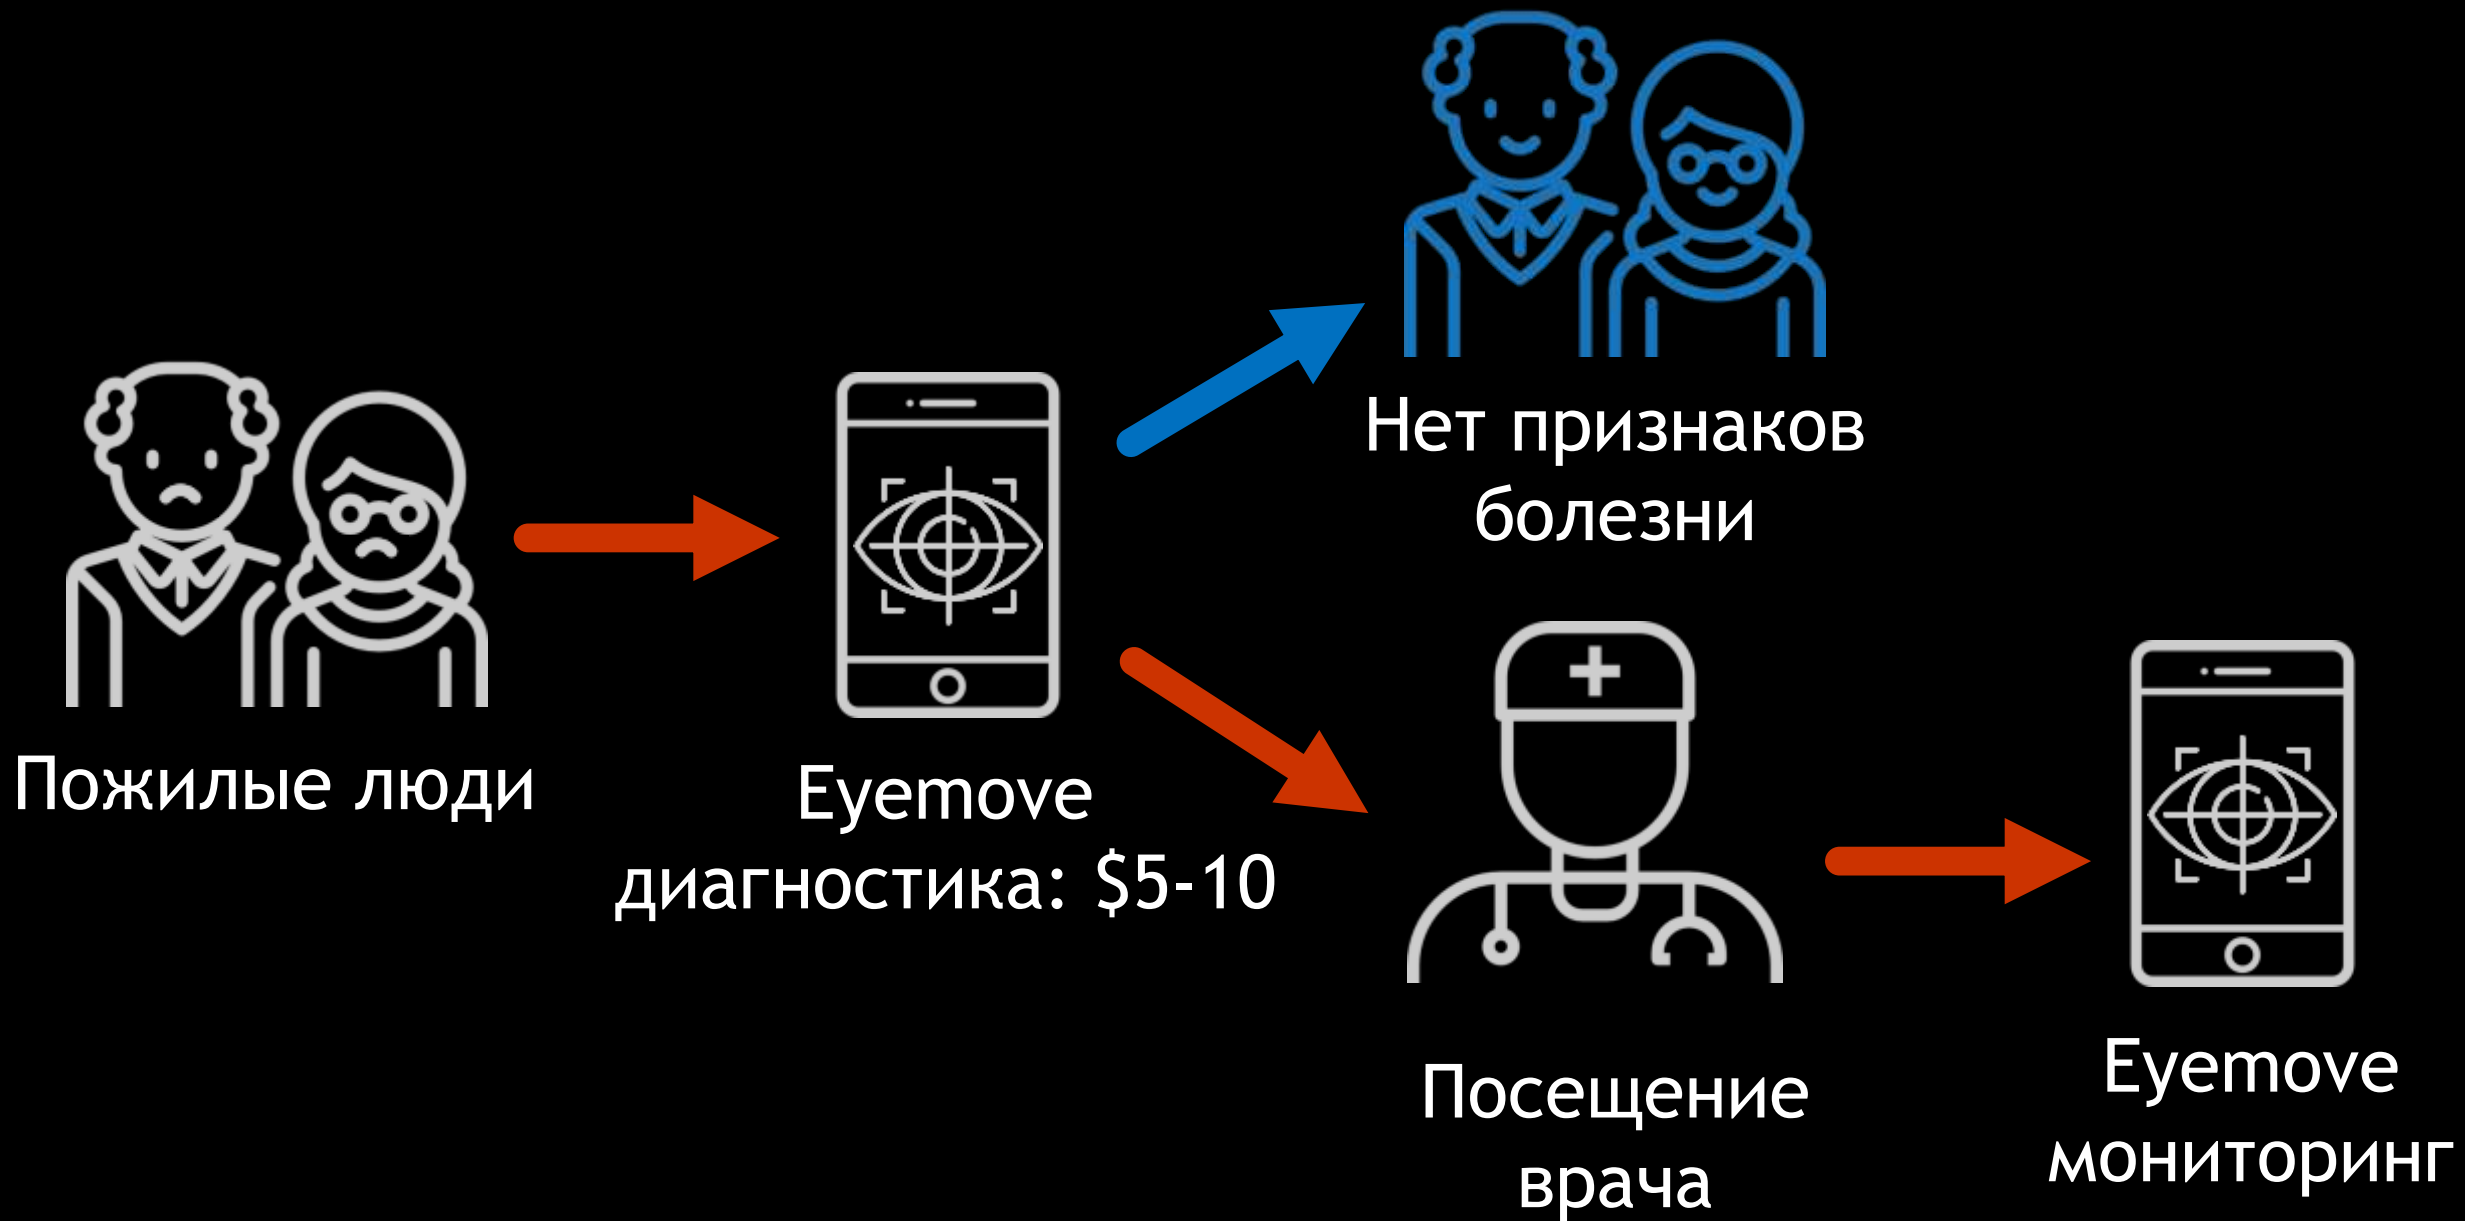 Пожилые люди
Eyemove
диагностика: $5-10
Нет признаков
болезни
Посещение
врача
Eyemove
мониторинг